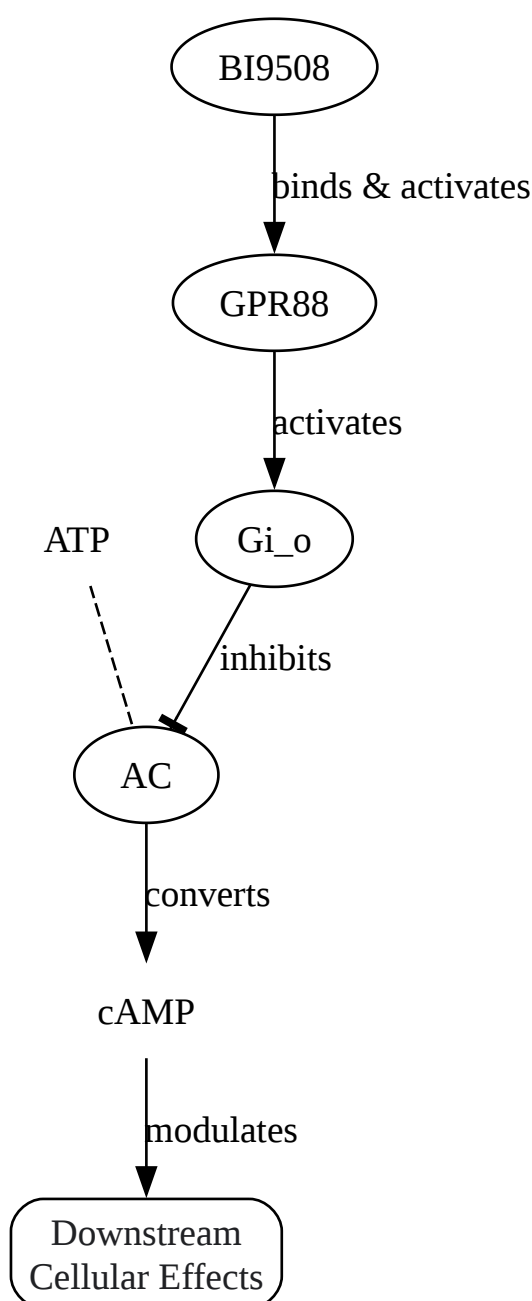 BI9508
binds & activates
GPR88
activates
ATP
Gi_o
inhibits
AC
converts
cAMP
modulates
Downstream
Cellular Effects